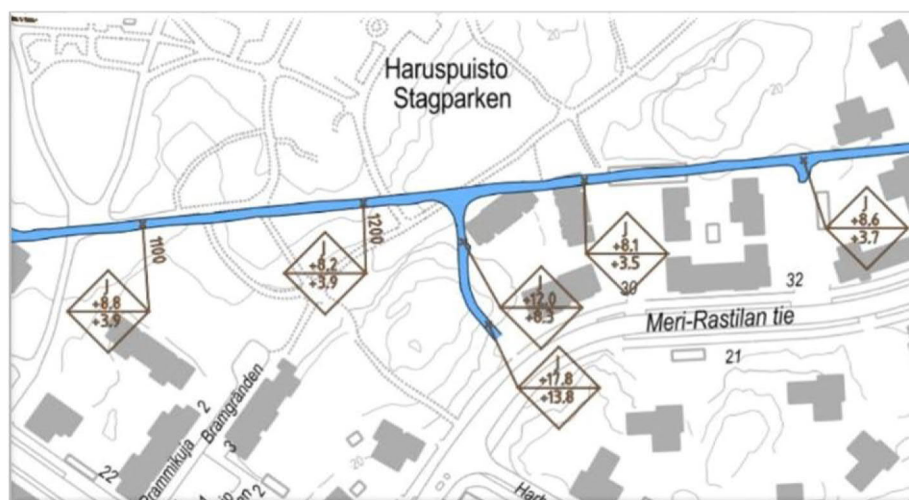 Haruspuisto
Stagparken
20
20
1100
1200
J
+8.8
+3.9
J
+8.2
+3.9
J
+12.0
+8.3
J
+8.1
+3.5
J
+8.6
+3.7
J
+17.8
+13.8
30
32
Meri-Rastilan tie
21
Brammikuja
2
Bramgränden
3
22
20
2